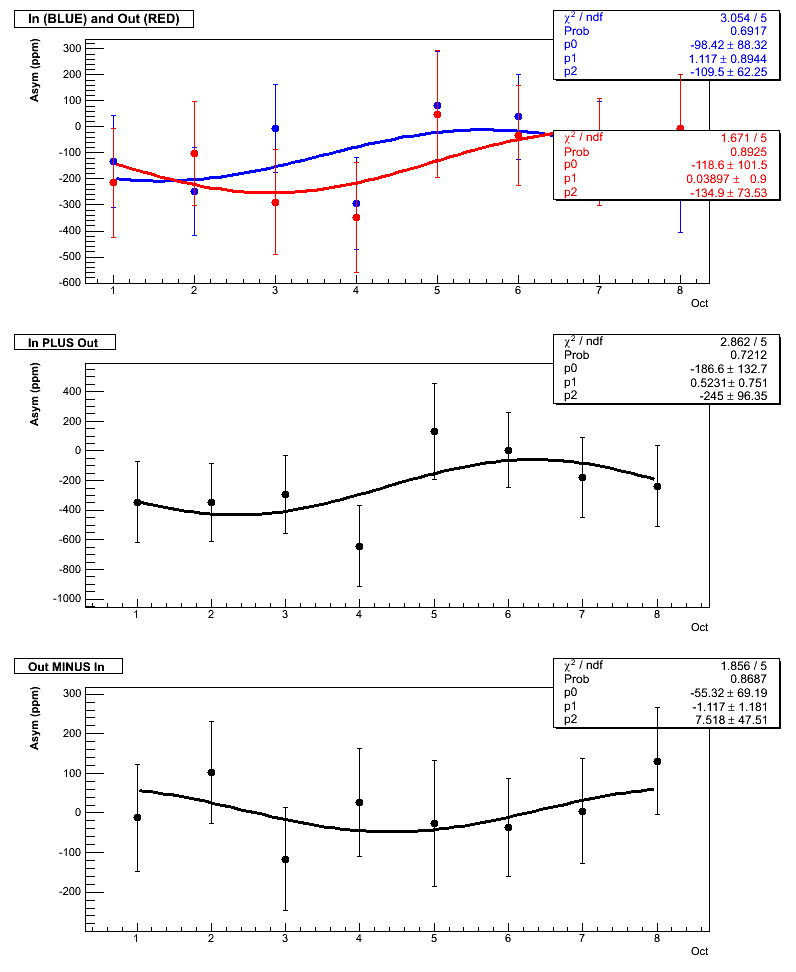 In (BLUE) and Out (RED)
χ² / ndf 3.054 / 5
Prob 0.6917
p0 -98.42 ± 88.32
p1 1.117 ± 0.8944
p2 -109.5 ± 62.25
χ² / ndf 1.671 / 5
Prob 0.8925
p0 -118.6 ± 101.5
p1 0.03897 ± 0.9
p2 -134.9 ± 73.53
Asym (ppm)
300
200
100
0
-100
-200
-300
-400
-500
-600
1 2 3 4 5 6 7 8
Oct
In PLUS Out
χ² / ndf 2.862 / 5
Prob 0.7212
p0 -186.6 ± 132.7
p1 0.5231 ± 0.751
p2 -245 ± 96.35
Asym (ppm)
400
200
0
-200
-400
-600
-800
-1000
1 2 3 4 5 6 7 8
Oct
Out MINUS In
χ² / ndf 1.856 / 5
Prob 0.8687
p0 -55.32 ± 69.19
p1 -1.117 ± 1.181
p2 7.518 ± 47.51
Asym (ppm)
300
200
100
0
-100
-200
1 2 3 4 5 6 7 8
Oct